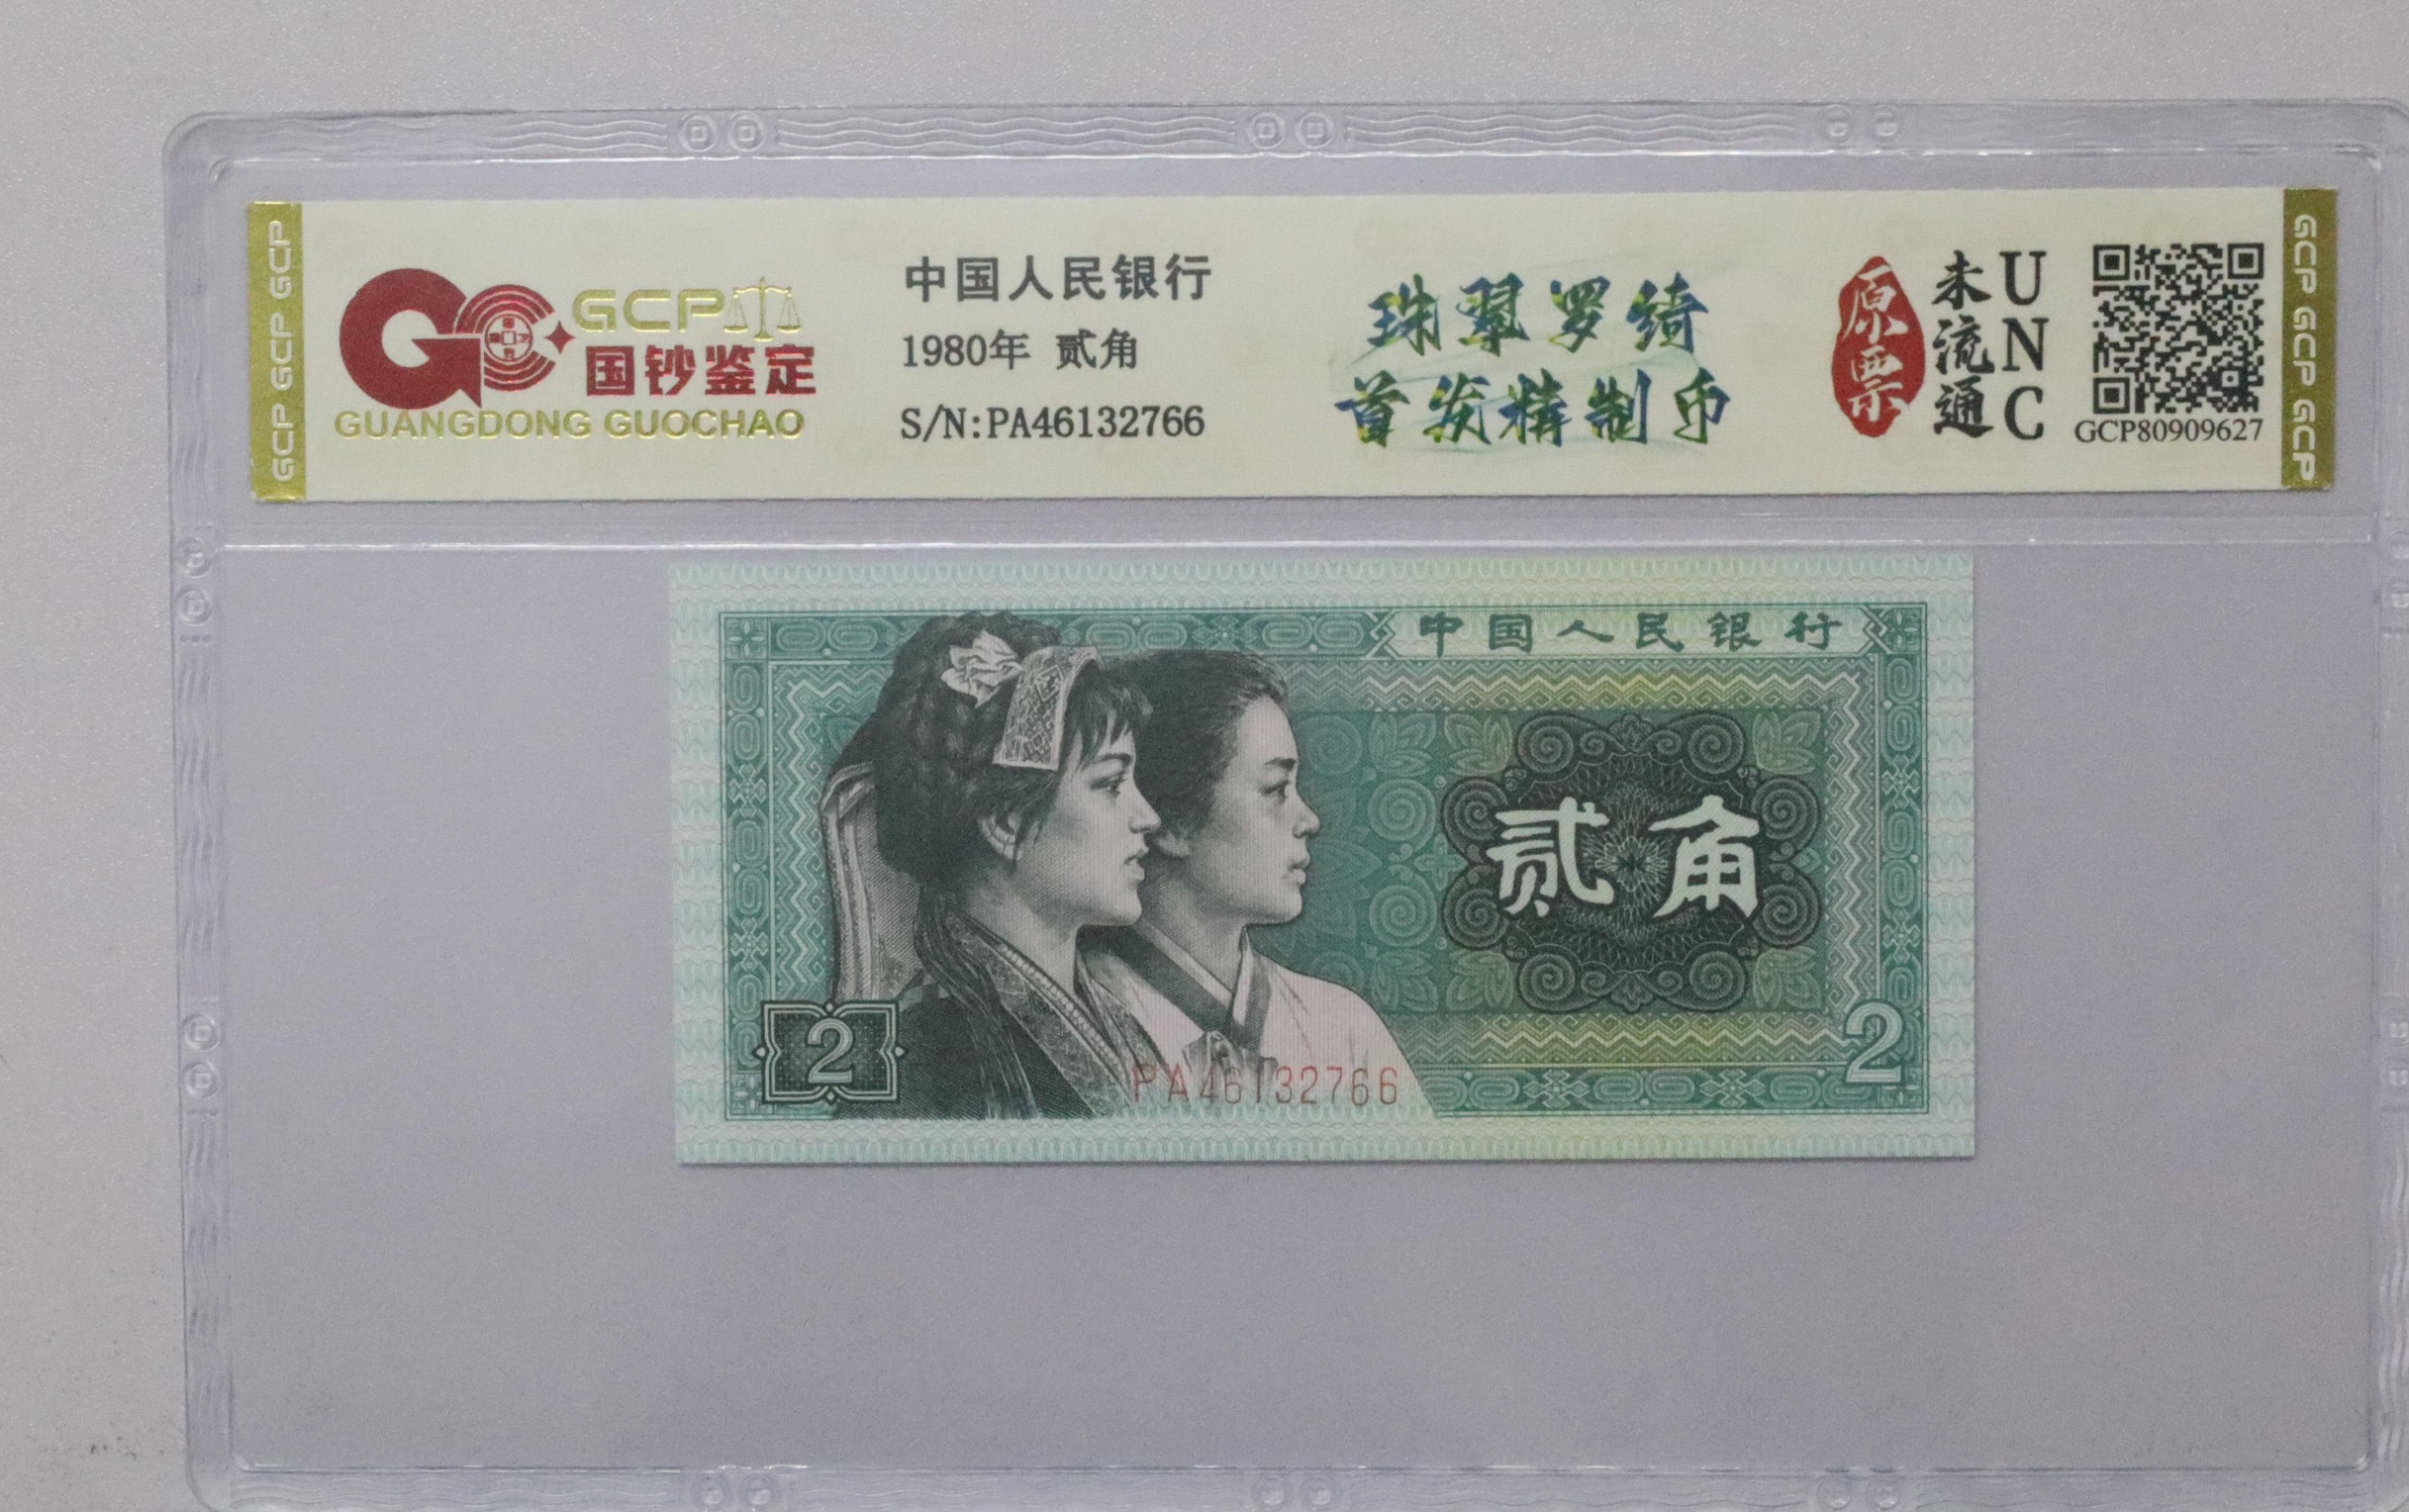 GCP GCP GCP
GCP
国钞鉴定
GUANGDONG GUOCHAO
中国人民银行
1980年 贰角
S/N:PA46132766
珠翠罗绮
首发精制币
原票
未流通
UNC
GCP80909627
GCP GCP GCP
中国人民银行
贰角
2
PA46132766
2